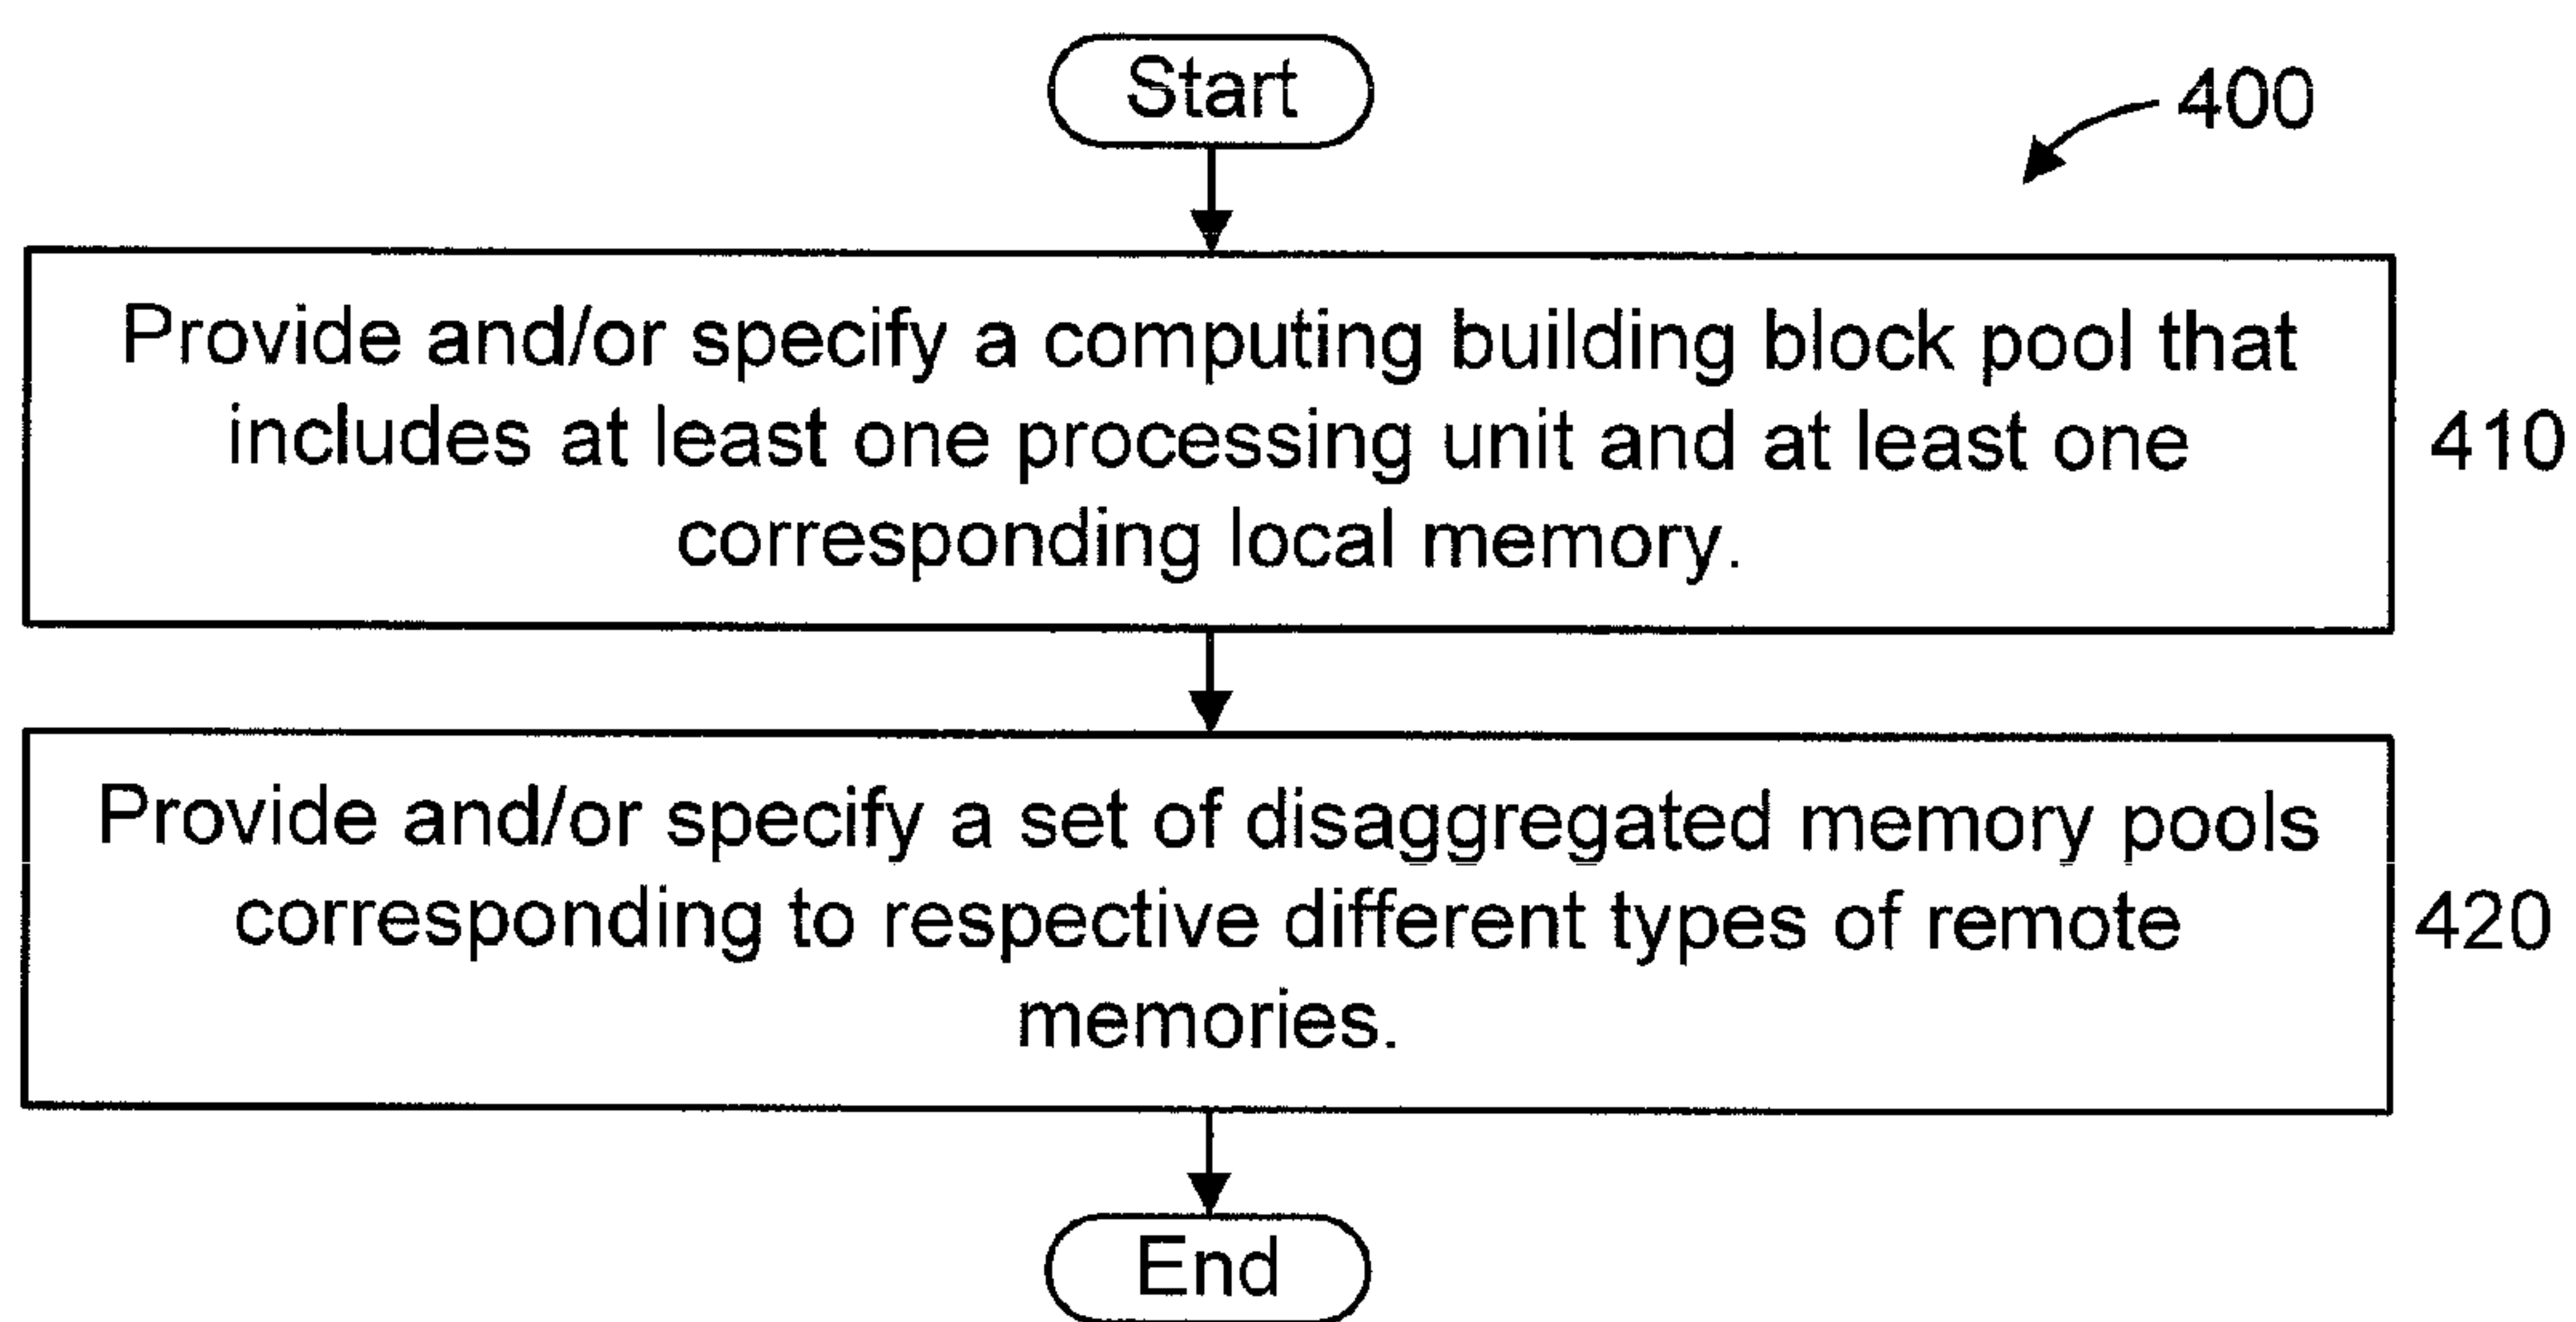 Start
400
Provide and/or specify a computing building block pool that
includes at least one processing unit and at least one
corresponding local memory.
410
Provide and/or specify a set of disaggregated memory pools
corresponding to respective different types of remote
memories.
420
End